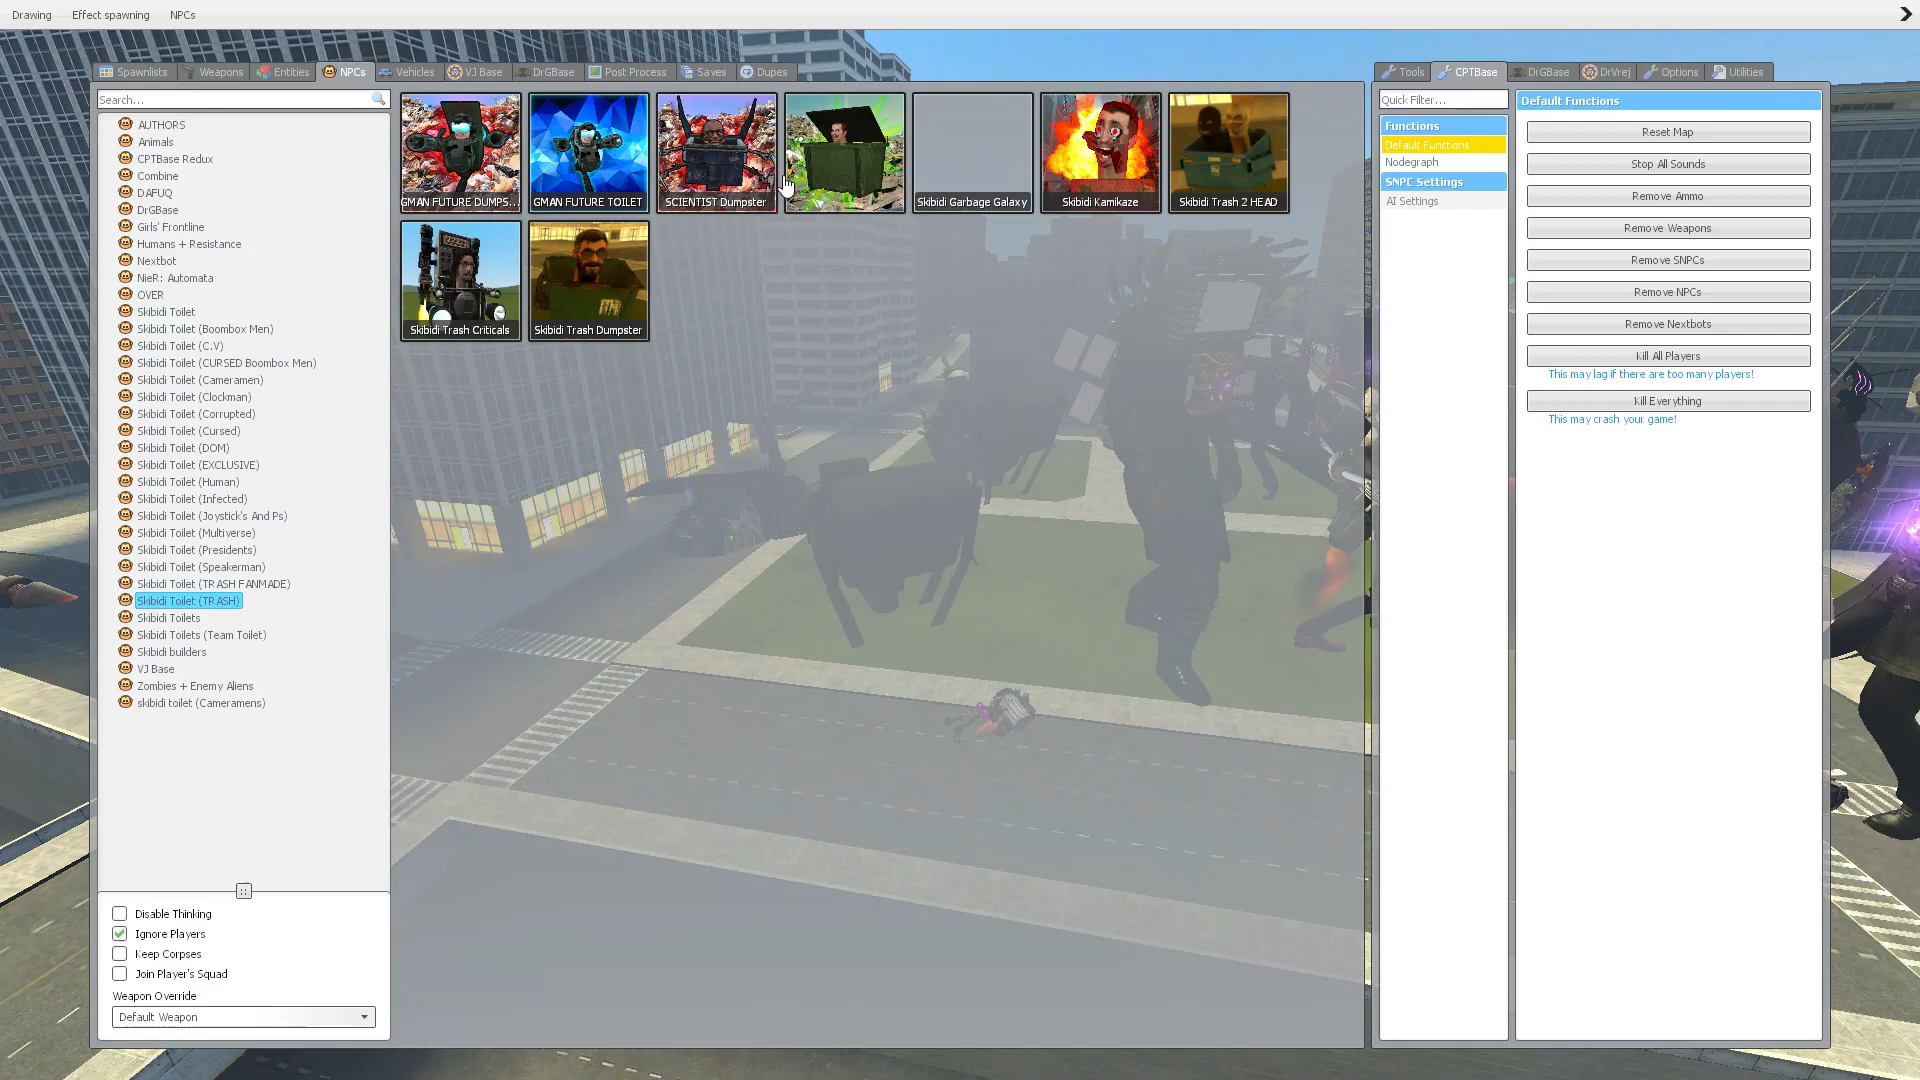 Drawing
Effect spawning
NPCs
Spawnlists
Weapons
Entities
NPCs
Vehicles
VJ Base
DrGBase
Post Process
Saves
Dupes
Search...
AUTHORS
Animals
CPTBase Redux
Combine
DAFUQ
DrGBase
Girls' Frontline
Humans + Resistance
Nextbot
NieR: Automata
OVER
Skibidi Toilet
Skibidi Toilet (Boombox Men)
Skibidi Toilet (C.V)
Skibidi Toilet (CURSED Boombox Men)
Skibidi Toilet (Cameramen)
Skibidi Toilet (Clockman)
Skibidi Toilet (Corrupted)
Skibidi Toilet (Cursed)
Skibidi Toilet (DOM)
Skibidi Toilet (EXCLUSIVE)
Skibidi Toilet (Human)
Skibidi Toilet (Infected)
Skibidi Toilet (Joystick's And Ps)
Skibidi Toilet (Multiverse)
Skibidi Toilet (Presidents)
Skibidi Toilet (Speakerman)
Skibidi Toilet (TRASH FANMADE)
Skibidi Toilet (TRASH)
Skibidi Toilets
Skibidi Toilets (Team Toilet)
Skibidi builders
VJ Base
Zombies + Enemy Aliens
skibidi toilet (Cameramens)
Disable Thinking
Ignore Players
Keep Corpses
Join Player's Squad
Weapon Override
Default Weapon
GMAN FUTURE DUMPS...
GMAN FUTURE TOILET
SCIENTIST Dumpster
Skibidi Garbage Galaxy
Skibidi Kamikaze
Skibidi Trash 2 HEAD
Skibidi Trash Criticals
Skibidi Trash Dumpster
Tools
CPTBase
DrGBase
DrVrej
Options
Utilities
Quick Filter...
Functions
Default Functions
Nodegraph
SNPC Settings
AI Settings
Default Functions
Reset Map
Stop All Sounds
Remove Ammo
Remove Weapons
Remove SNPCs
Remove NPCs
Remove Nextbots
Kill All Players
This may lag if there are too many players!
Kill Everything
This may crash your game!